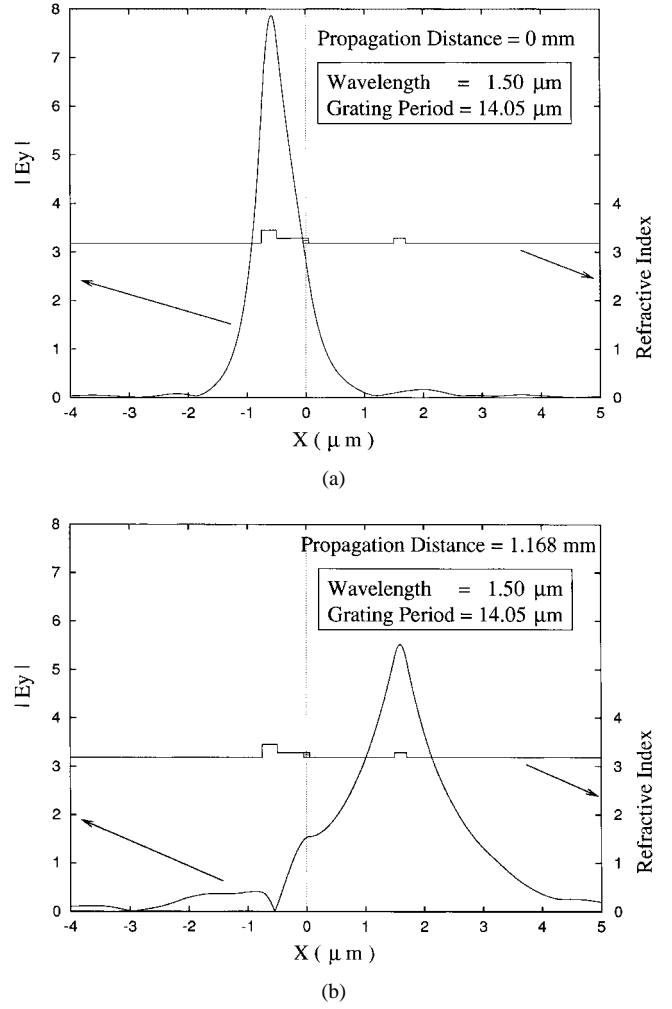 8
7
6
5
4
3
2
1
0
4
3
2
1
0
| Ey |
Refractive Index
Propagation Distance = 0 mm
Wavelength = 1.50 μm
Grating Period = 14.05 μm
-4 -3 -2 -1 0 1 2 3 4 5
X ( μ m )
(a)
8
7
6
5
4
3
2
1
0
4
3
2
1
0
| Ey |
Refractive Index
Propagation Distance = 1.168 mm
Wavelength = 1.50 μm
Grating Period = 14.05 μm
-4 -3 -2 -1 0 1 2 3 4 5
X ( μ m )
(b)